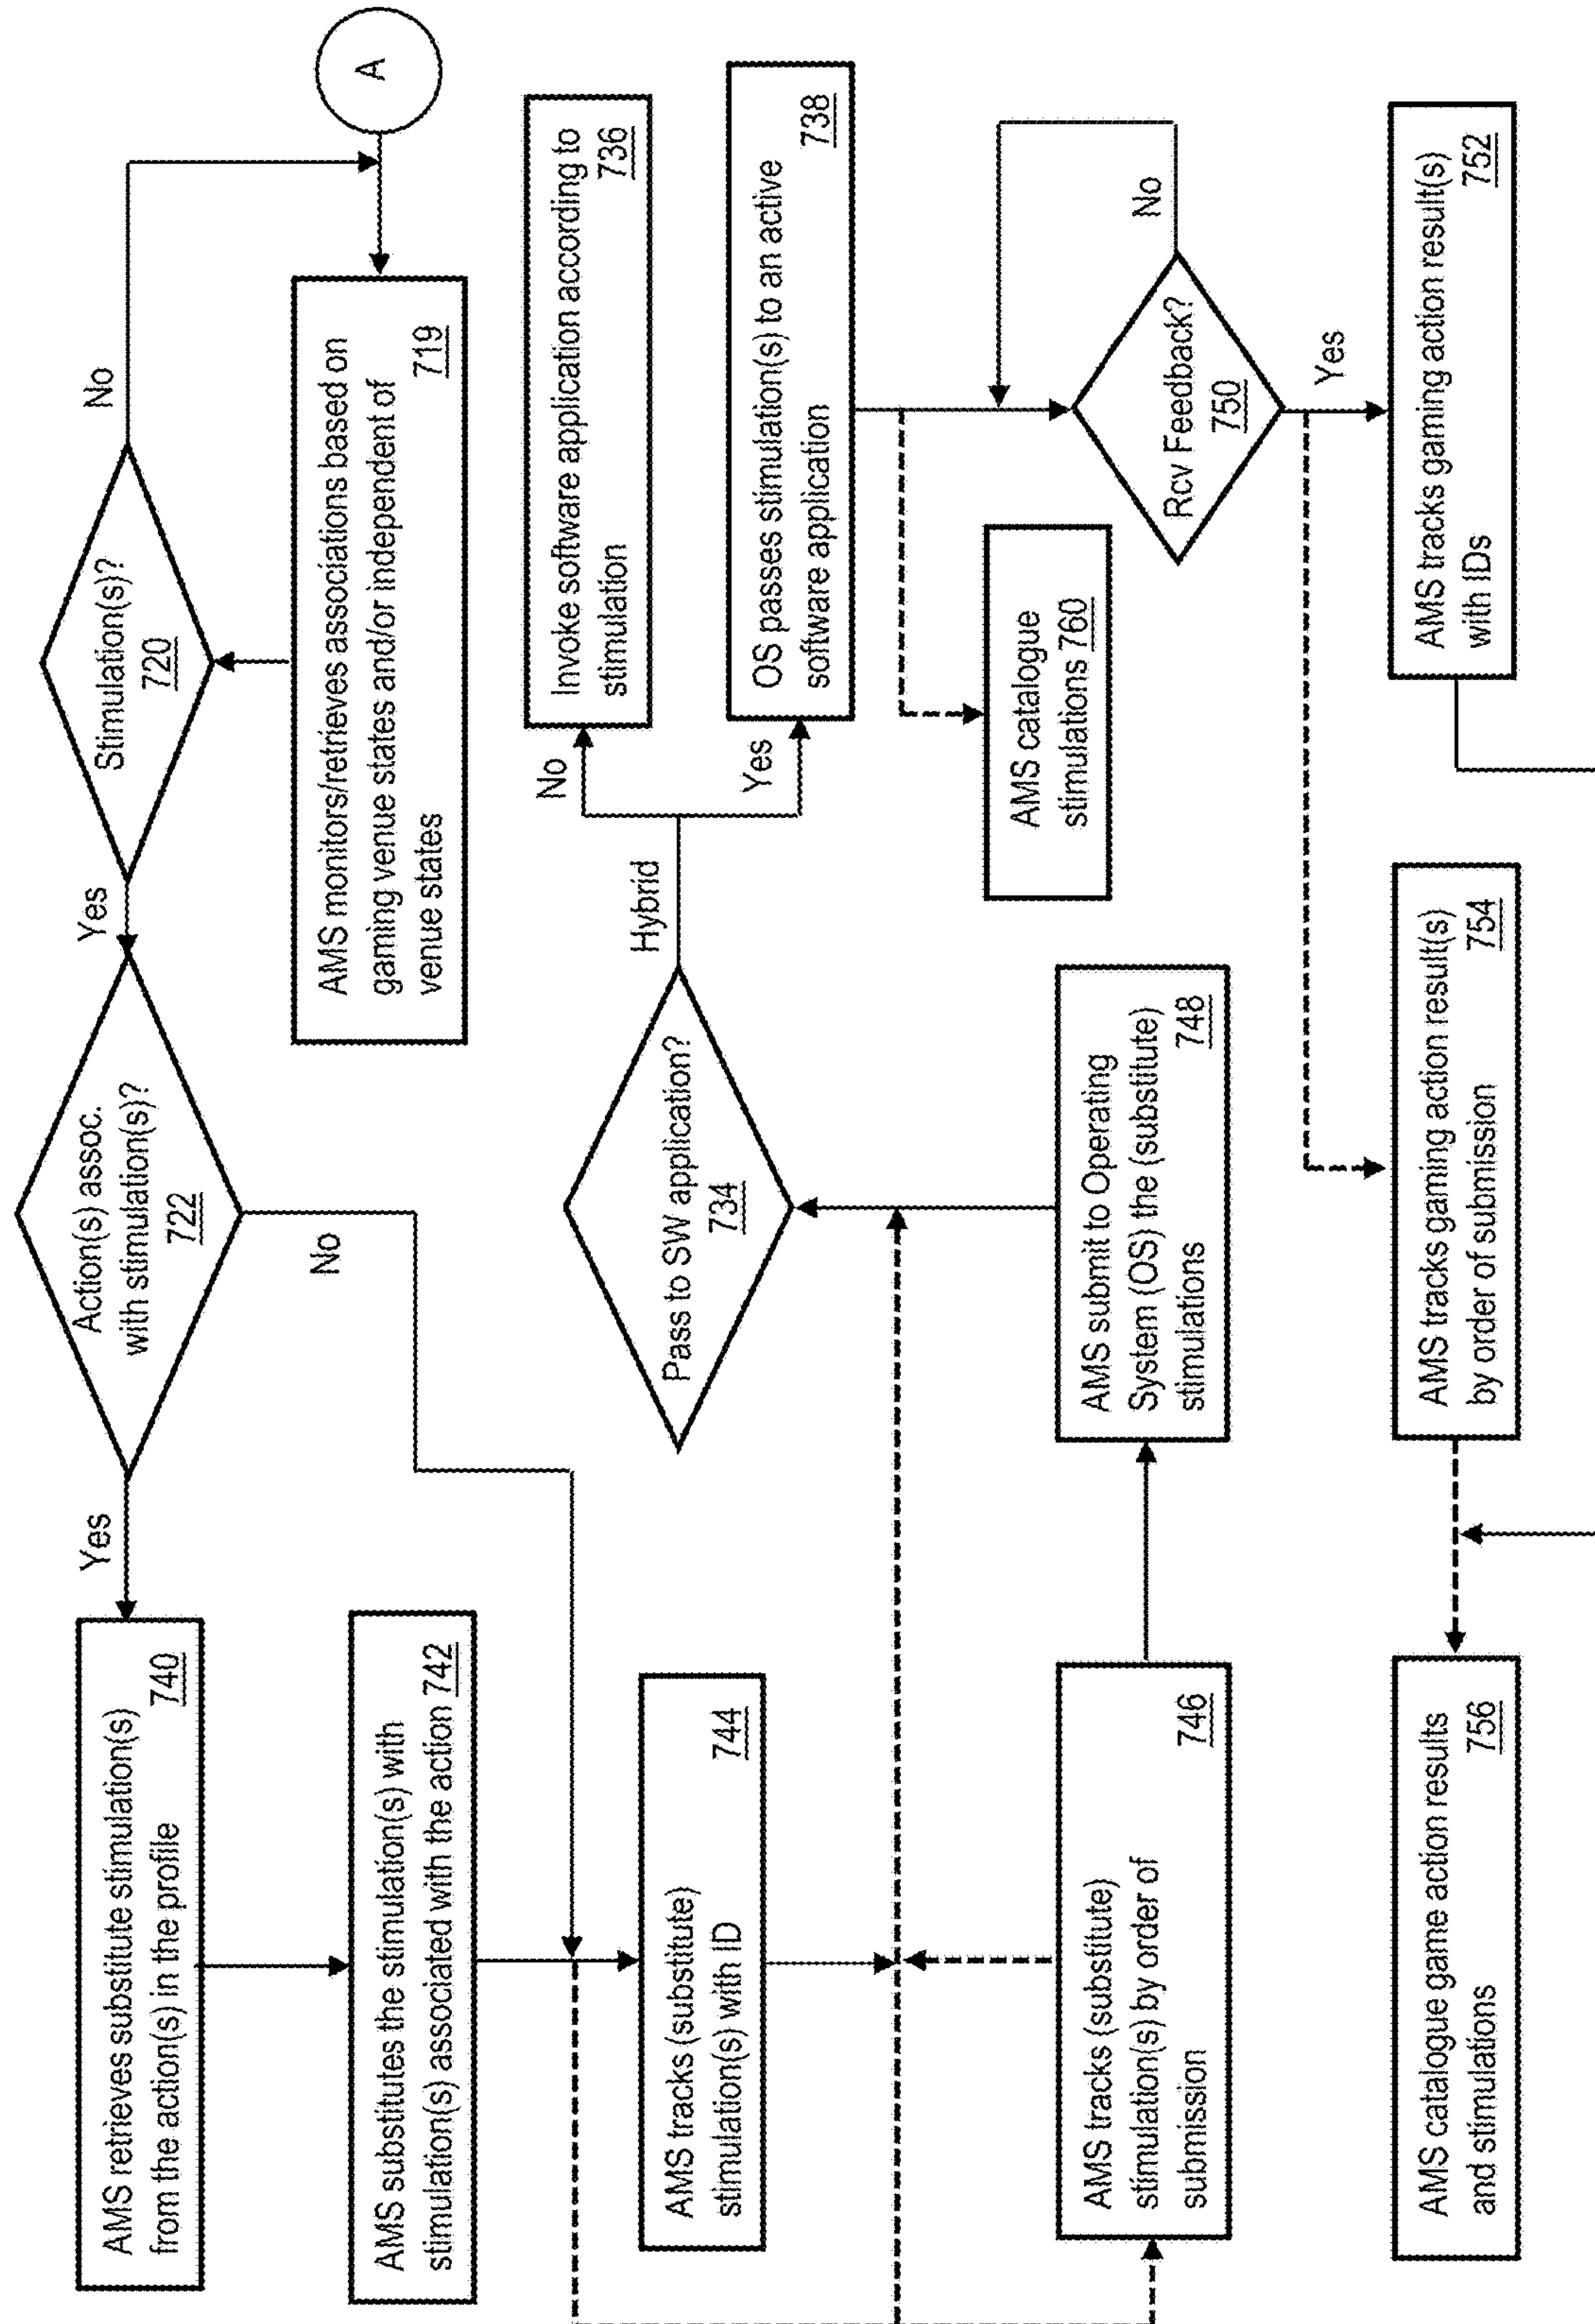 A
AMS monitors/retrieves associations based on
gaming venue states and/or independent of
venue states
719
Stimulation(s)?
720
No
Yes
Action(s) assoc.
with stimulation(s)?
722
No
Yes
AMS retrieves substitute stimulation(s)
from the action(s) in the profile
740
AMS substitutes the stimulation(s) with
stimulation(s) associated with the action 742
AMS tracks (substitute)
stimulation(s) with ID
744
AMS tracks (substitute)
stimulation(s) by order of
submission
746
AMS submit to Operating
System (OS) the (substitute)
stimulations
748
Pass to SW application?
734
Hybrid
No
Yes
Invoke software application according to
stimulation
736
OS passes stimulation(s) to an active
software application
738
AMS catalogue
stimulations 760
Rcv Feedback?
750
No
Yes
AMS tracks gaming action result(s)
with IDs
752
AMS tracks gaming action result(s)
by order of submission
754
AMS catalogue game action results
and stimulations
756